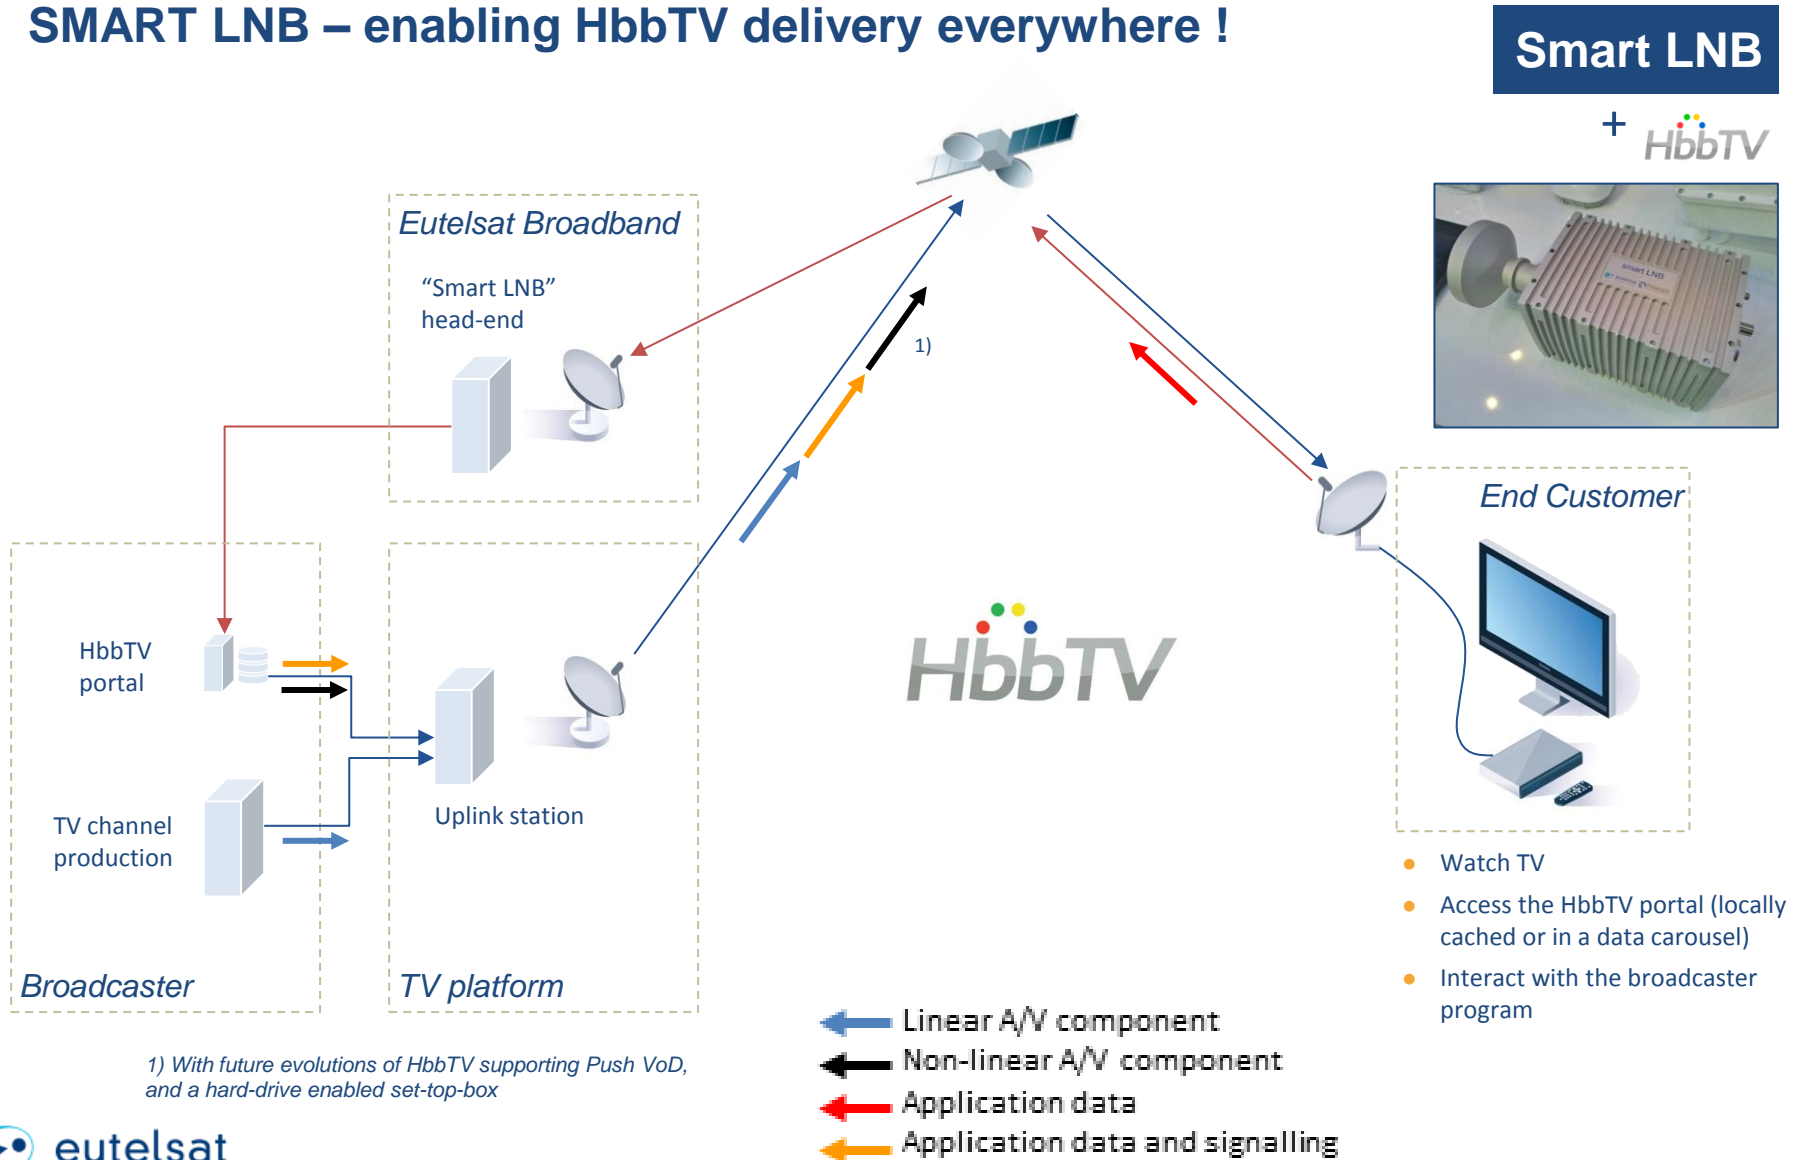 SMART LNB – enabling HbbTV delivery everywhere !
Smart LNB
+ HbbTV
smart LNB
Eutelsat Broadband
“Smart LNB”
head-end
1)
End Customer
HbbTV
portal
HbbTV
TV channel
production
Uplink station
Broadcaster
TV platform
● Watch TV
● Access the HbbTV portal (locally
cached or in a data carousel)
● Interact with the broadcaster
program
Linear A/V component
Non-linear A/V component
Application data
Application data and signalling
1) With future evolutions of HbbTV supporting Push VoD,
and a hard-drive enabled set-top-box
eutelsat